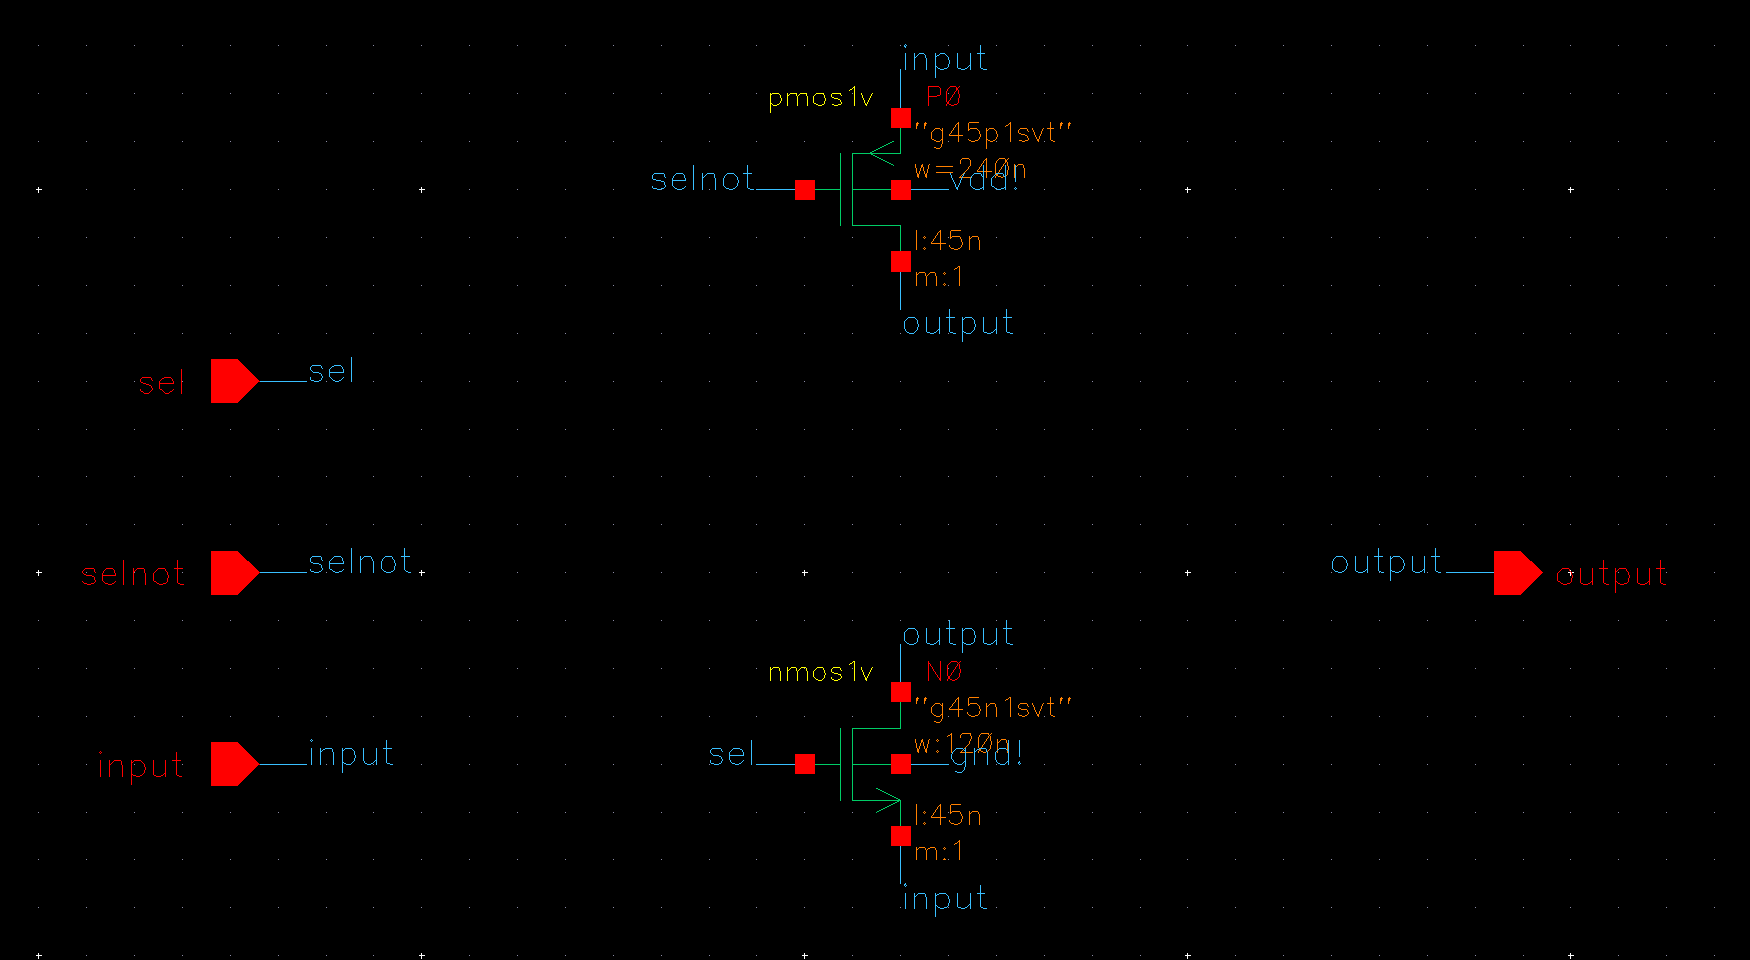 input
pmos1v P0
"g45p1svt"
w=240n
selnot vdd!
l:45n
m:1
output
sel sel
selnot selnot
output output
output
nmos1v N0
"g45n1svt"
w:120n
input input
sel gnd!
l:45n
m:1
input